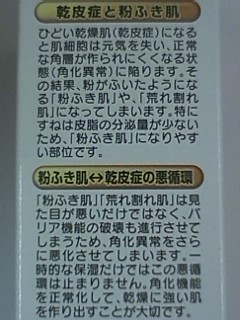 乾皮症と粉ふき肌
ひどい乾燥肌(乾皮症)になる
と肌細胞は元気を失い、正常
な角層が作られにくくなる状
態(角化異常)に陥ります。そ
の結果、粉がふいたようにな
る「粉ふき肌」や、「荒れ割れ
肌」になってしまいます。特に
すねは皮脂の分泌量が少ない
ため、「粉ふき肌」になりやす
い部位です。
粉ふき肌↔乾皮症の悪循環
「粉ふき肌」「荒れ割れ肌」は見
た目が悪いだけではなく、バ
リア機能の破壊も進行させて
しまうため、角化異常をさら
に悪化させてしまいます。一
時的な保湿だけではこの悪循
環は止まりません。角化機能
を正常化して、乾燥に強い肌
を作り出すことが大切です。